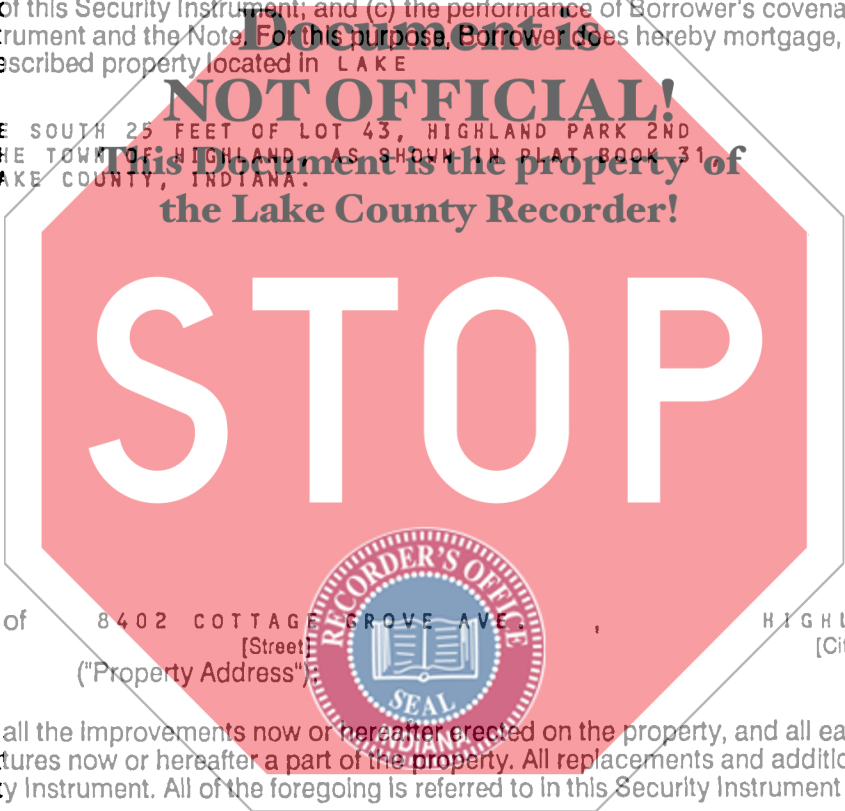 of this Security Instrument; and (c) the performance of Borrower's covena
trument and the Note. For this purpose, Borrower does hereby mortgage,
Document is
escribed property located in LAKE
NOT OFFICIAL!
E SOUTH 25 FEET OF LOT 43, HIGHLAND PARK 2ND
HE TOWN OF HIGHLAND, AS SHOWN IN PLAT BOOK 31,
This Document is the property of
AKE COUNTY, INDIANA.
the Lake County Recorder!
STOP
RECORDER'S OFFICE
of 8402 COTTAGE GROVE AVE. , HIGHL
[Street] [Cit
("Property Address");
SEAL
INDIANA
all the improvements now or hereafter erected on the property, and all ea
tures now or hereafter a part of the property. All replacements and additio
y Instrument. All of the foregoing is referred to in this Security Instrument